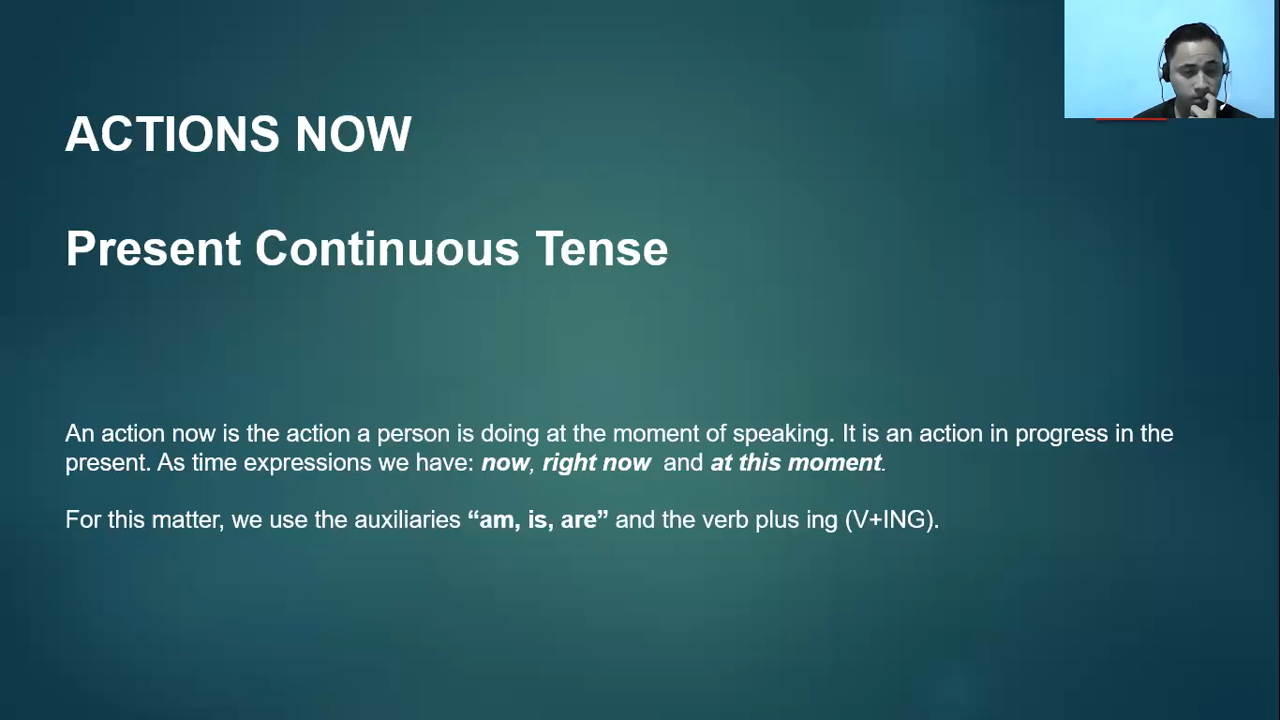 ACTIONS NOW
Present Continuous Tense
An action now is the action a person is doing at the moment of speaking. It is an action in progress in the
present. As time expressions we have: now, right now and at this moment.
For this matter, we use the auxiliaries “am, is, are” and the verb plus ing (V+ING).